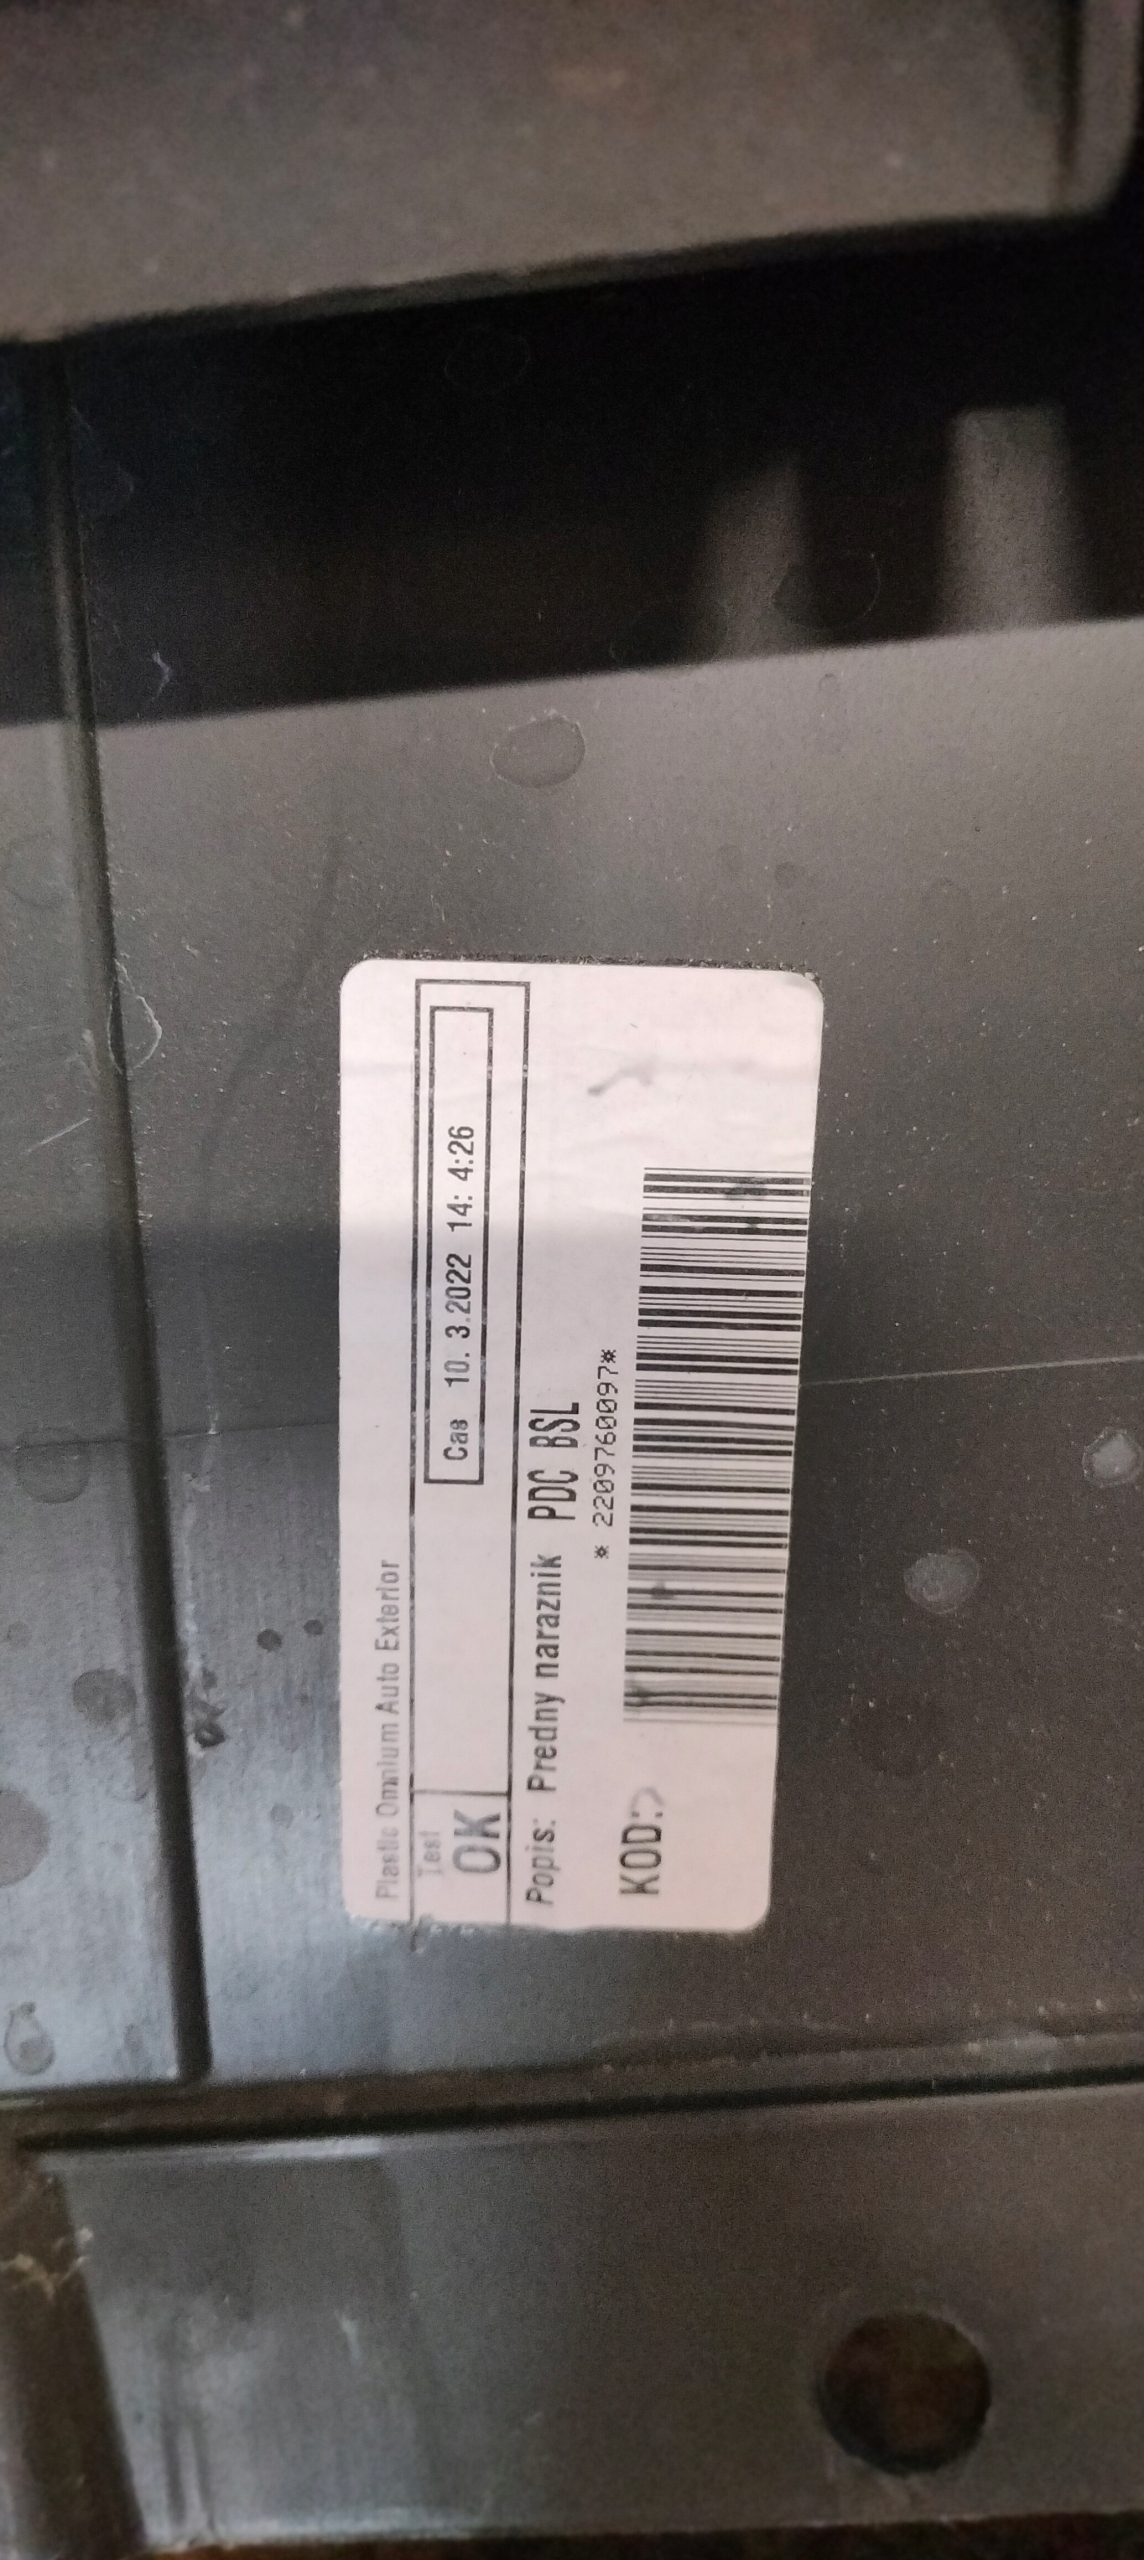 Plastic Omnium Auto Exterior
Test
OK
Cas 10. 3.2022 14: 4:26
Popis: Predny naraznik PDC BSL
* 2209760097*
KOD: